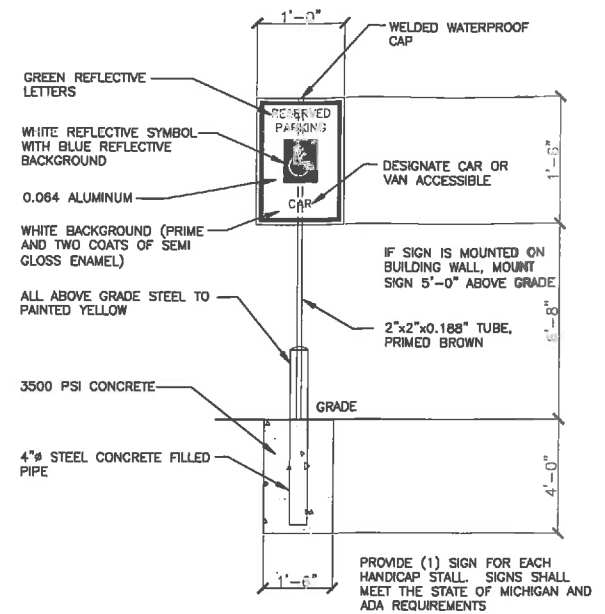 1'-0"
WELDED WATERPROOF
CAP
GREEN REFLECTIVE
LETTERS
RESERVED
PARKING
WHITE REFLECTIVE SYMBOL
WITH BLUE REFLECTIVE
BACKGROUND
DESIGNATE CAR OR
VAN ACCESSIBLE
1'-6"
0.064 ALUMINUM
CAR
WHITE BACKGROUND (PRIME
AND TWO COATS OF SEMI
GLOSS ENAMEL)
IF SIGN IS MOUNTED ON
BUILDING WALL, MOUNT
SIGN 5'-0" ABOVE GRADE
ALL ABOVE GRADE STEEL TO
PAINTED YELLOW
2"x2"x0.188" TUBE,
PRIMED BROWN
-8"
3500 PSI CONCRETE
GRADE
4"ø STEEL CONCRETE FILLED
PIPE
4'-0"
1'-6"
PROVIDE (1) SIGN FOR EACH
HANDICAP STALL. SIGNS SHALL
MEET THE STATE OF MICHIGAN AND
ADA REQUIREMENTS